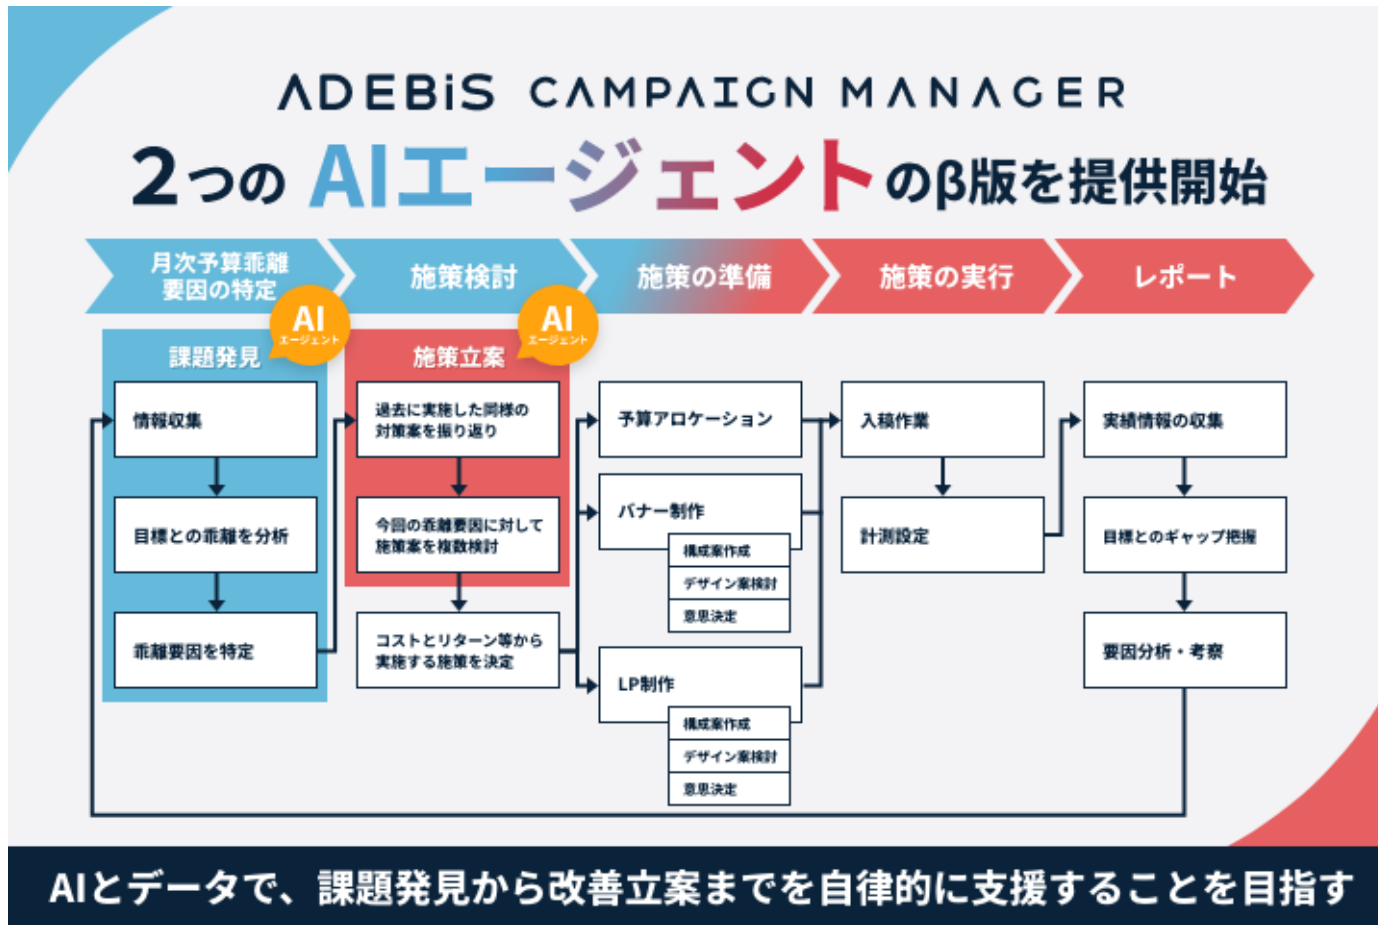 ADEBiS CAMPAIGN MANAGER
2つの AIエージェントのβ版を提供開始
月次予算乖離
要因の特定
施策検討
施策の準備
施策の実行
レポート
AI
エージェント
AI
エージェント
課題発見
情報収集
目標との乖離を分析
乖離要因を特定
施策立案
過去に実施した同様の
対策案を振り返り
今回の乖離要因に対して
施策案を複数検討
コストとリターン等から
実施する施策を決定
予算アロケーション
バナー制作
構成案作成
デザイン案検討
意思決定
LP制作
構成案作成
デザイン案検討
意思決定
入稿作業
計測設定
実績情報の収集
目標とのギャップ把握
要因分析・考察
AIとデータで、課題発見から改善立案までを自律的に支援することを目指す